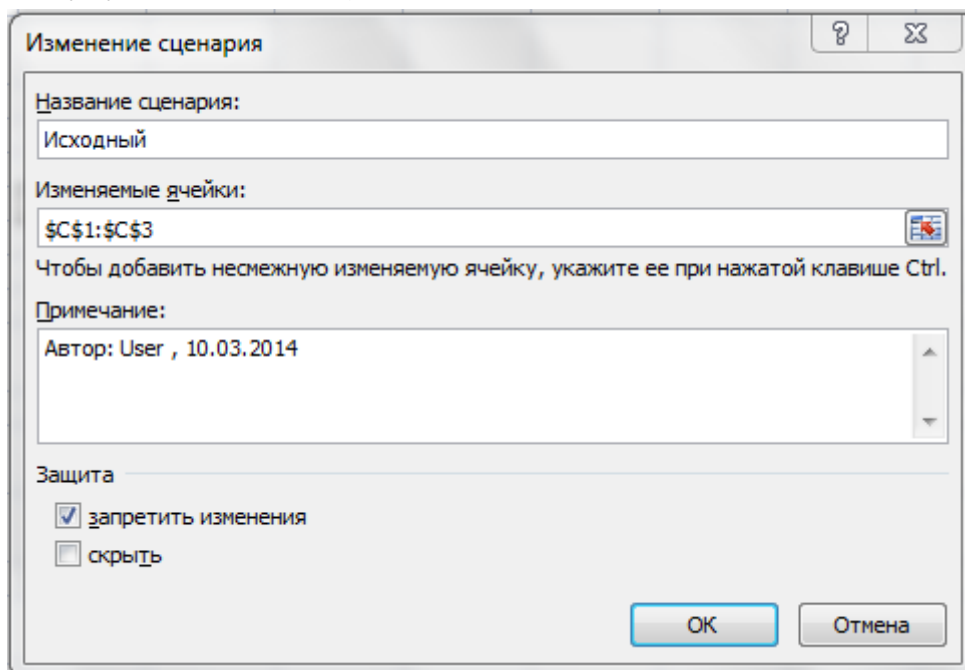 Изменение сценария
Название сценария:
Исходный
Изменяемые ячейки:
$C$1:$C$3
Чтобы добавить несмежную изменяемую ячейку, укажите ее при нажатой клавише Ctrl.
Примечание:
Автор: User , 10.03.2014
Защита
запретить изменения
скрыть
ОК
Отмена